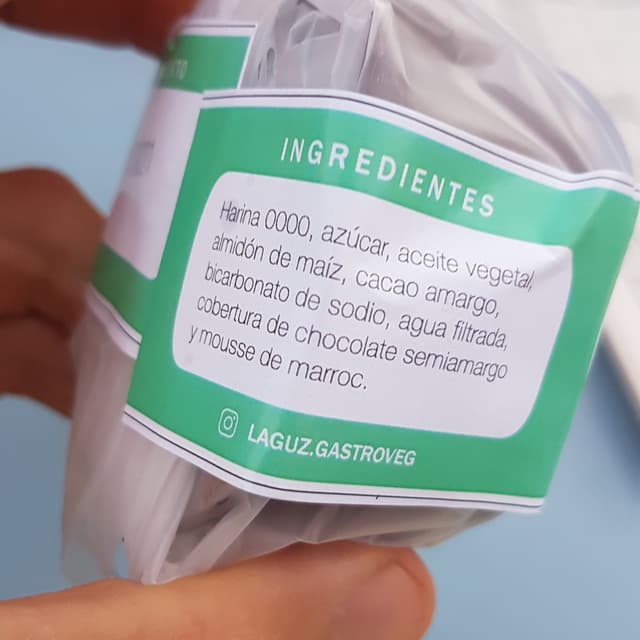 INGREDIENTES
Harina 0000, azúcar, aceite vegetal,
almidón de maíz, cacao amargo,
bicarbonato de sodio, agua filtrada,
cobertura de chocolate semiamargo
y mousse de marroc.
LAGUZ.GASTROVEG